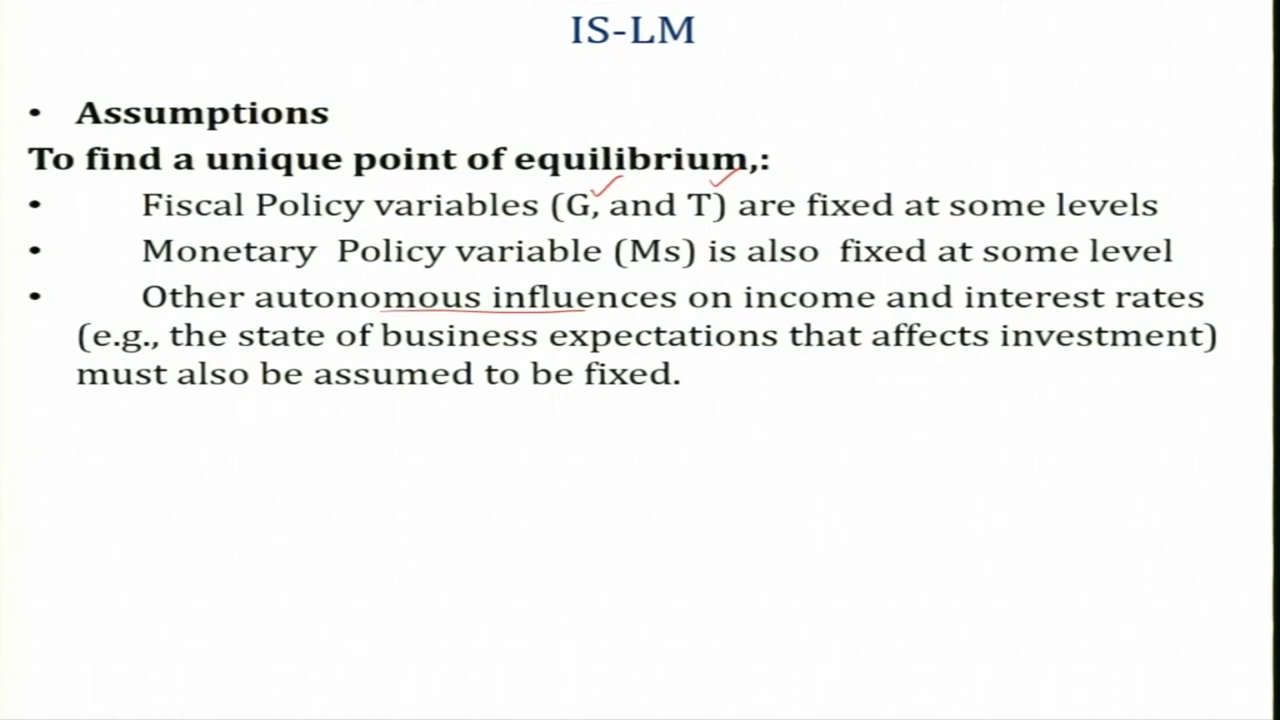 IS-LM
• Assumptions
To find a unique point of equilibrium,:
• Fiscal Policy variables (G, and T) are fixed at some levels
• Monetary Policy variable (Ms) is also fixed at some level
• Other autonomous influences on income and interest rates
(e.g., the state of business expectations that affects investment)
must also be assumed to be fixed.